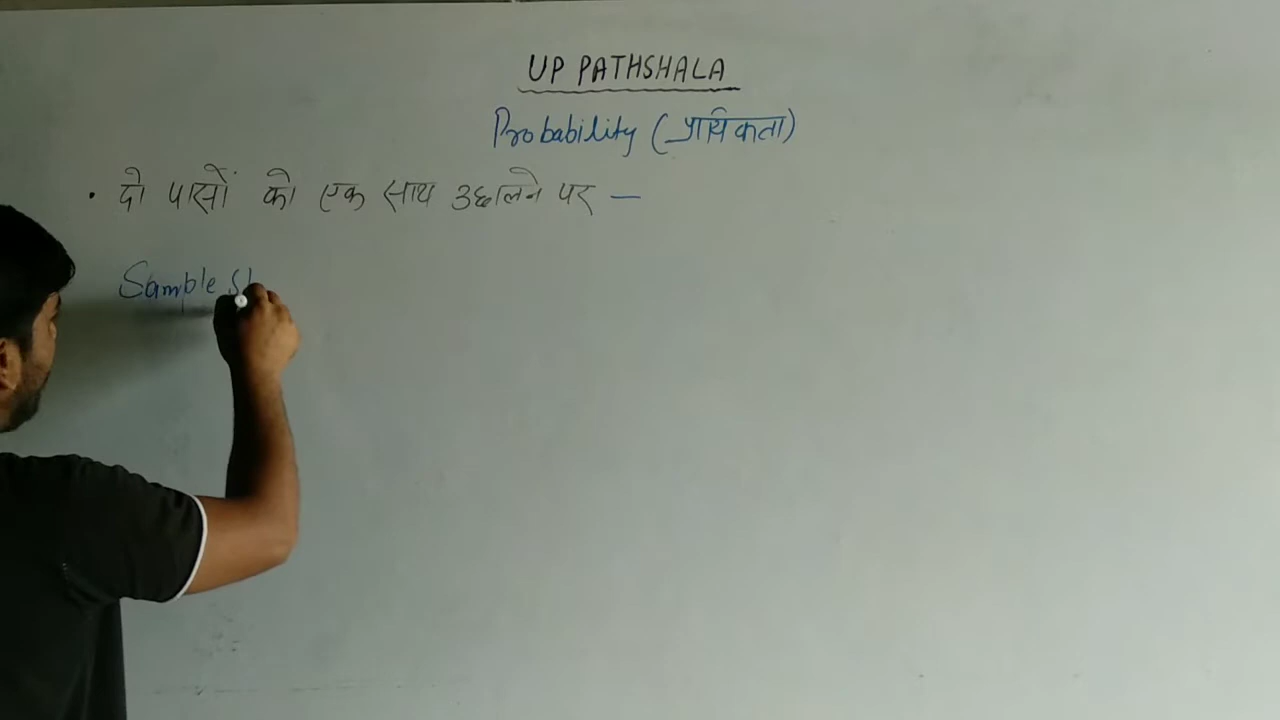 UP PATHSHALA
Probability (प्रायिकता)
• दो पासों को एक साथ उछालने पर —
Sample